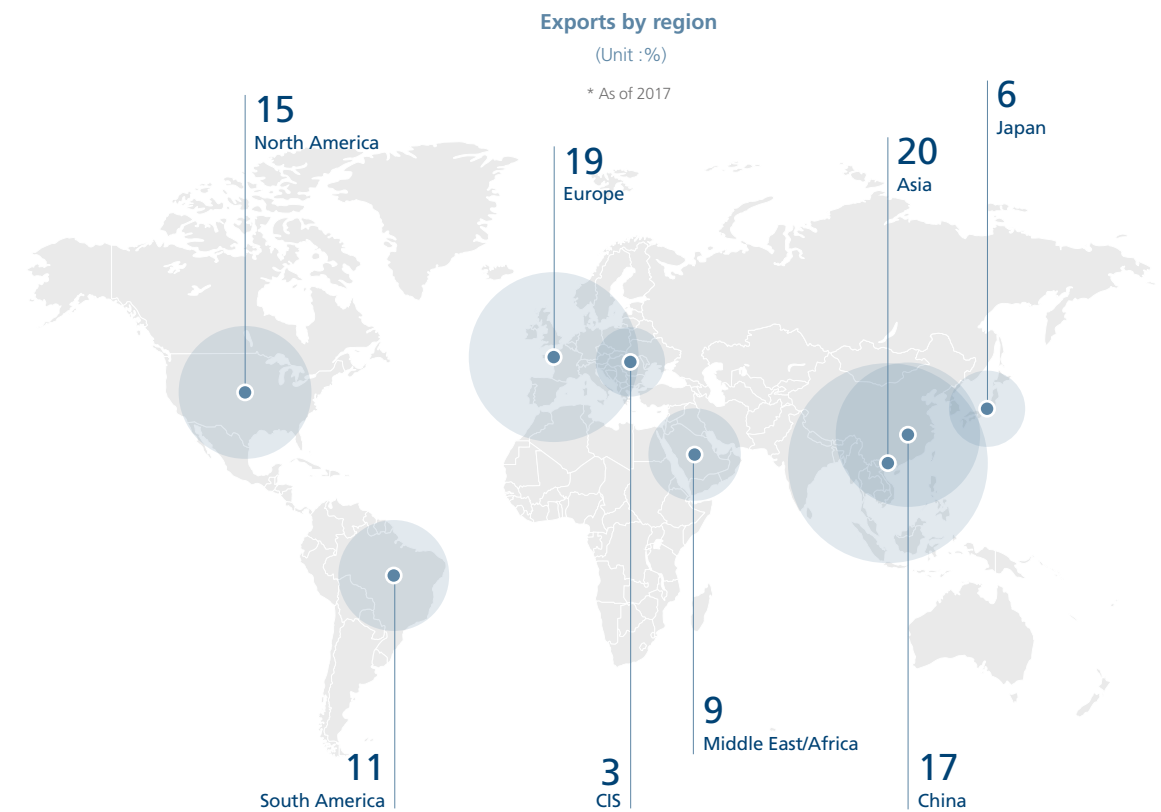 Exports by region
(Unit :%)
* As of 2017
15
North America
19
Europe
20
Asia
6
Japan
11
South America
3
CIS
9
Middle East/Africa
17
China